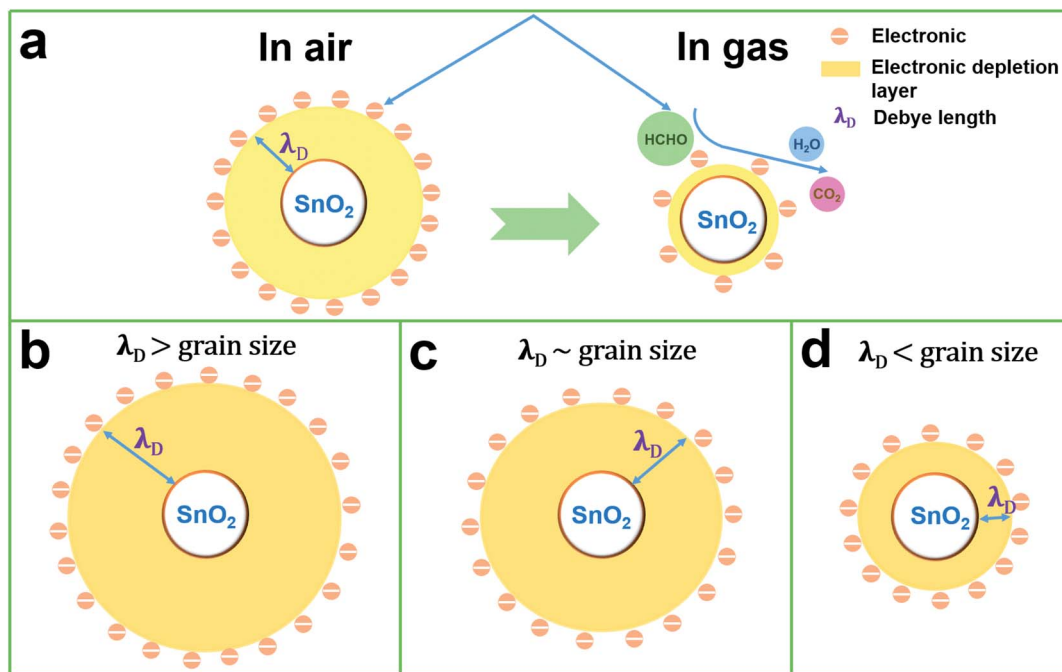 a
In air
In gas
Electronic
Electronic depletion
layer
λD
Debye length
λD
SnO₂
HCHO
H₂O
CO₂
SnO₂
b
λD > grain size
λD
SnO₂
c
λD ~ grain size
λD
SnO₂
d
λD < grain size
λD
SnO₂